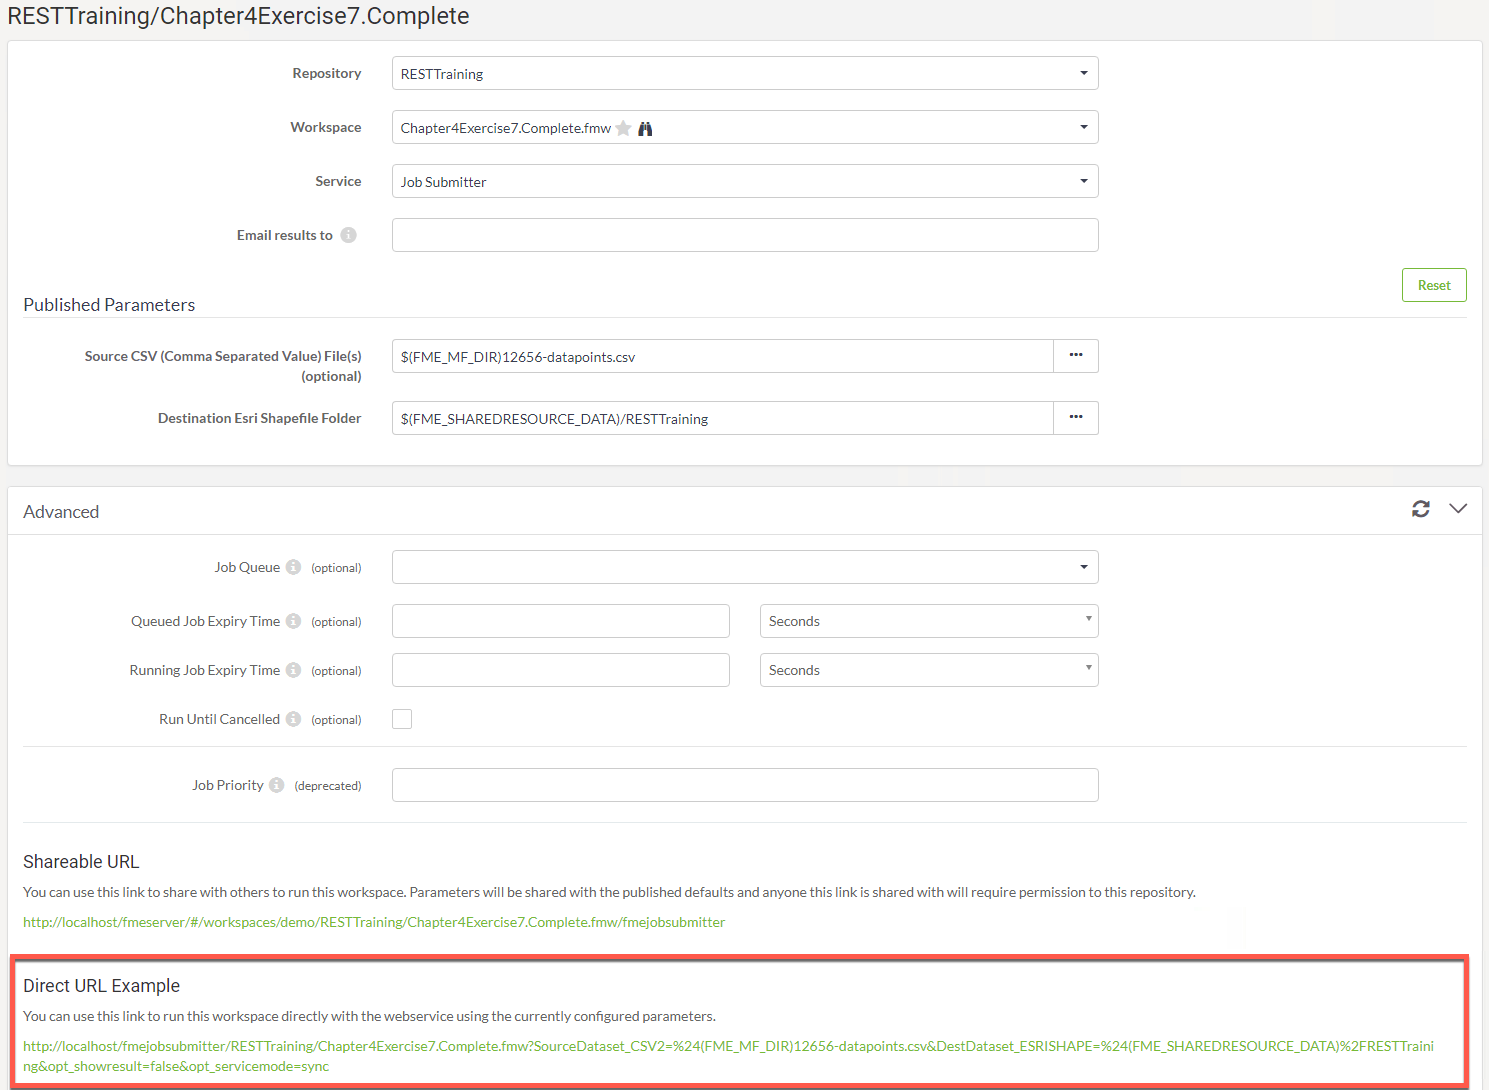 RESTTraining/Chapter4Exercise7.Complete
Repository
RESTTraining
Workspace
Chapter4Exercise7.Complete.fmw
Service
Job Submitter
Email results to
Reset
Published Parameters
Source CSV (Comma Separated Value) File(s)
(optional)
$(FME_MF_DIR)12656-datapoints.csv
Destination Esri Shapefile Folder
$(FME_SHAREDRESOURCE_DATA)/RESTTraining
Advanced
Job Queue (optional)
Queued Job Expiry Time (optional)
Seconds
Running Job Expiry Time (optional)
Seconds
Run Until Cancelled (optional)
Job Priority (deprecated)
Shareable URL
You can use this link to share with others to run this workspace. Parameters will be shared with the published defaults and anyone this link is shared with will require permission to this repository.
http://localhost/fmeserver/#/workspaces/demo/RESTTraining/Chapter4Exercise7.Complete.fmw/fmejobsubmitter
Direct URL Example
You can use this link to run this workspace directly with the webservice using the currently configured parameters.
http://localhost/fmejobsubmitter/RESTTraining/Chapter4Exercise7.Complete.fmw?SourceDataset_CSV2=%24(FME_MF_DIR)12656-datapoints.csv&DestDataset_ESRISHAPE=%24(FME_SHAREDRESOURCE_DATA)%2FRESTTraini
ng&opt_showresult=false&opt_servicemode=sync